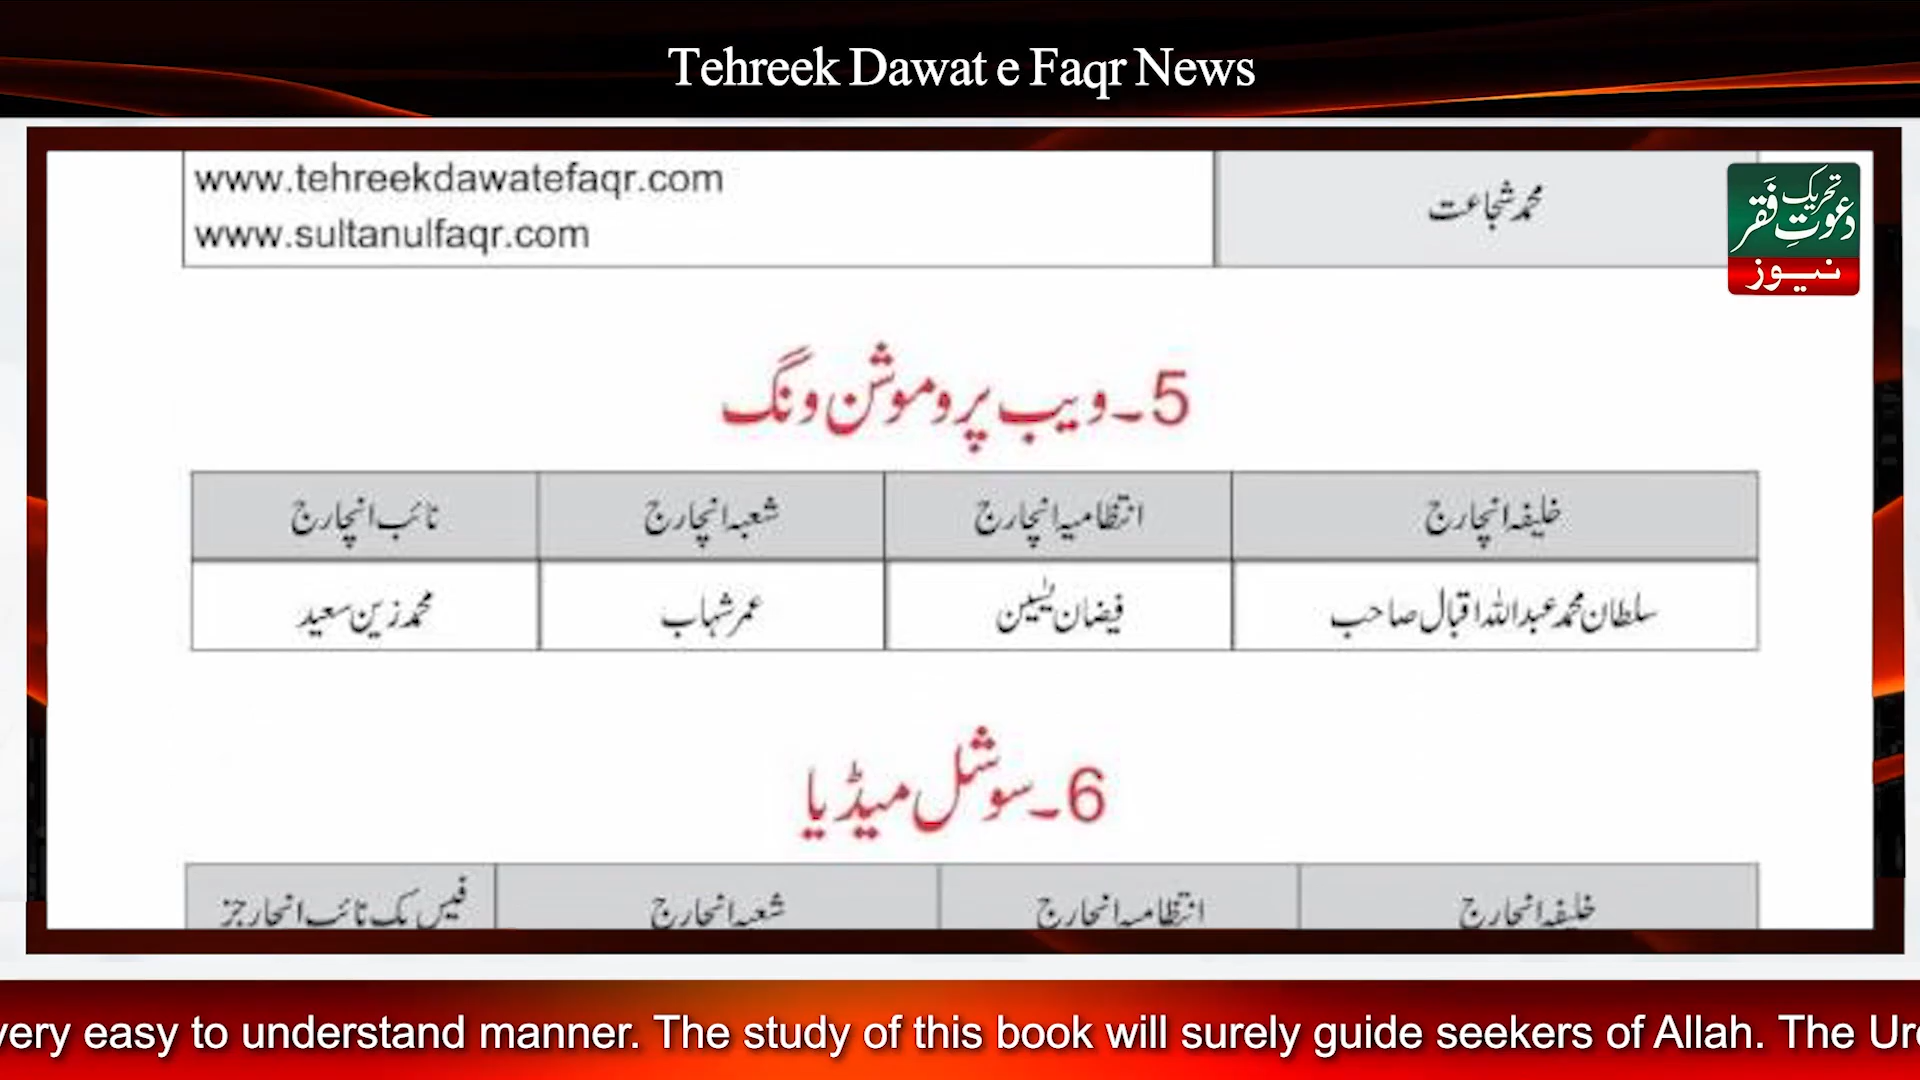 Tehreek Dawat e Faqr News
www.tehreekdawatefaqr.com
www.sultanulfaqr.com
محمد شجاعت
تحریک
دعوتِ فَقر
نیوز
5۔ ویب پروموشن ونگ
خلیفہ انچارج انتظامیہ انچارج شعبہ انچارج نائب انچارج
سلطان محمد عبداللہ اقبال صاحب فیضان یٰسین عمر شہاب محمد زین سعید
6۔ سوشل میڈیا
خلیفہ انچارج انتظامیہ انچارج شعبہ انچارج فیس بک نائب انچارجز
very easy to understand manner. The study of this book will surely guide seekers of Allah. The